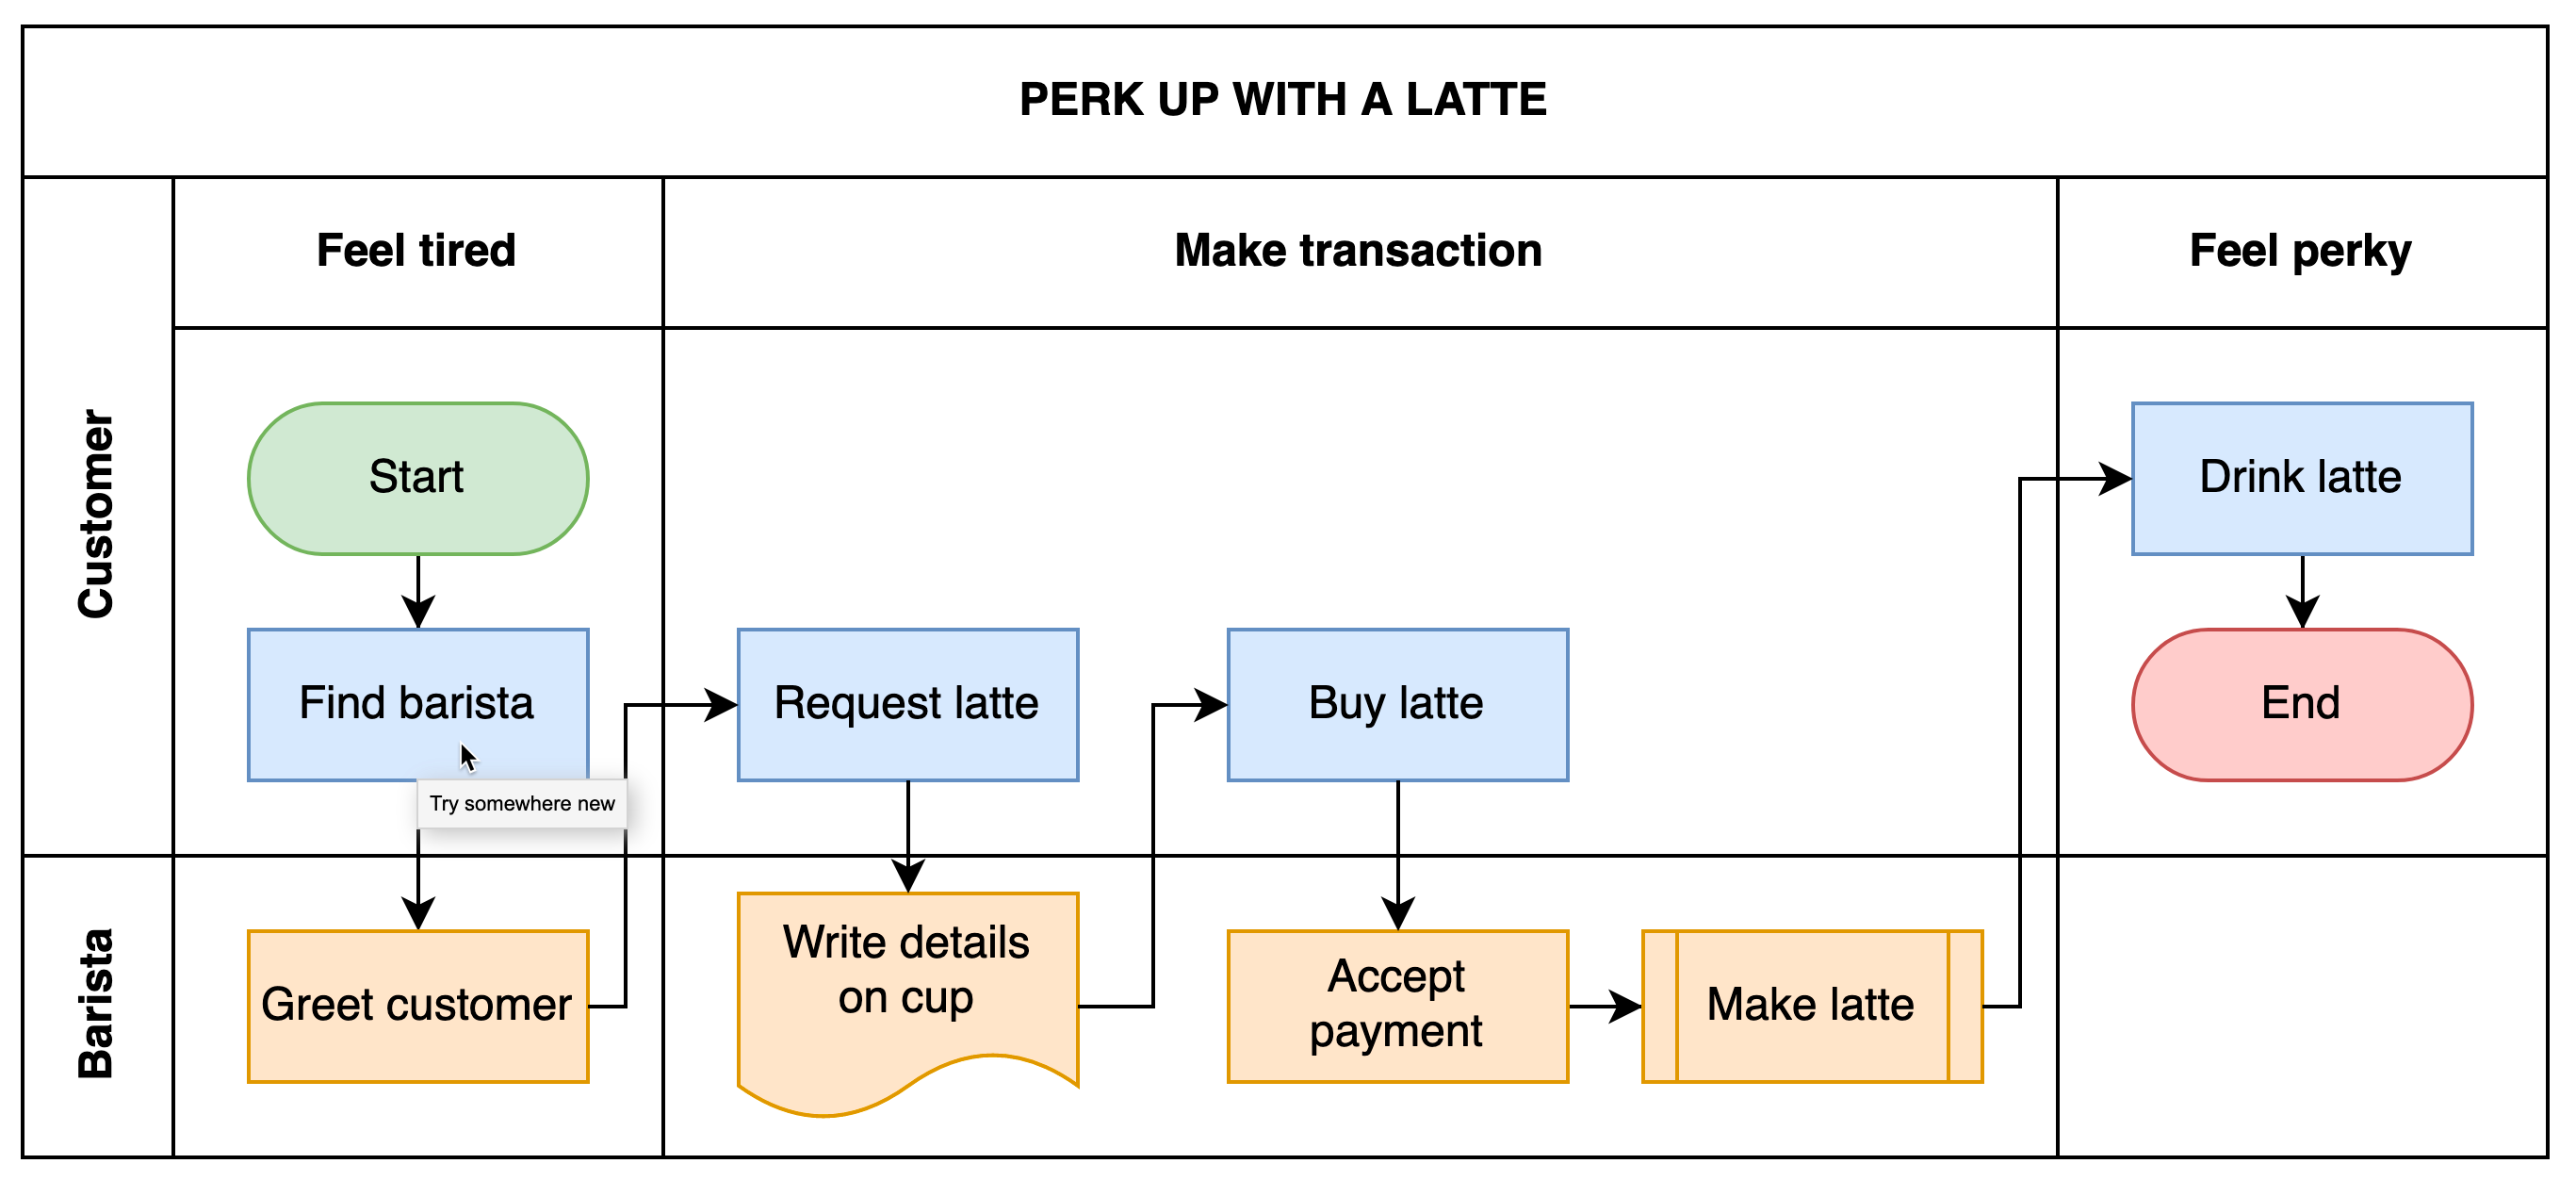 PERK UP WITH A LATTE
Feel tired
Make transaction
Feel perky
Customer
Start
Drink latte
Find barista
Request latte
Buy latte
End
Try somewhere new
Barista
Greet customer
Write details
on cup
Accept
payment
Make latte